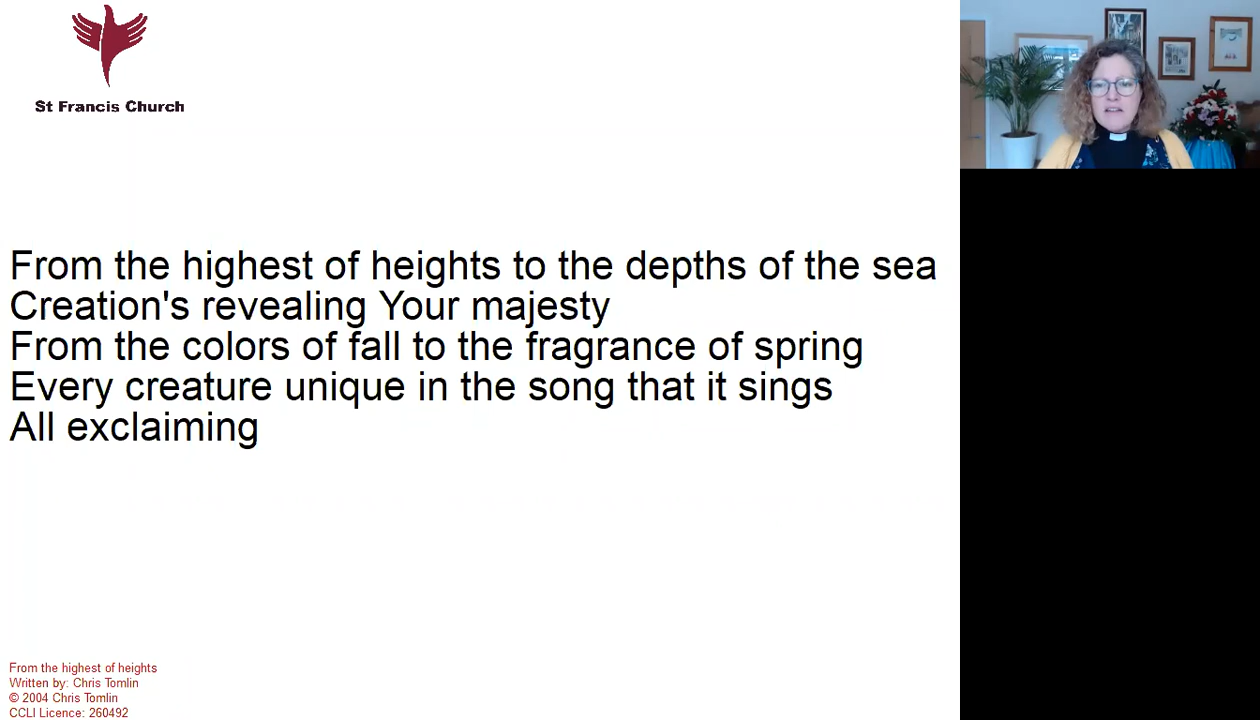 St Francis Church
From the highest of heights to the depths of the sea
Creation's revealing Your majesty
From the colors of fall to the fragrance of spring
Every creature unique in the song that it sings
All exclaiming
From the highest of heights
Written by: Chris Tomlin
© 2004 Chris Tomlin
CCLI Licence: 260492